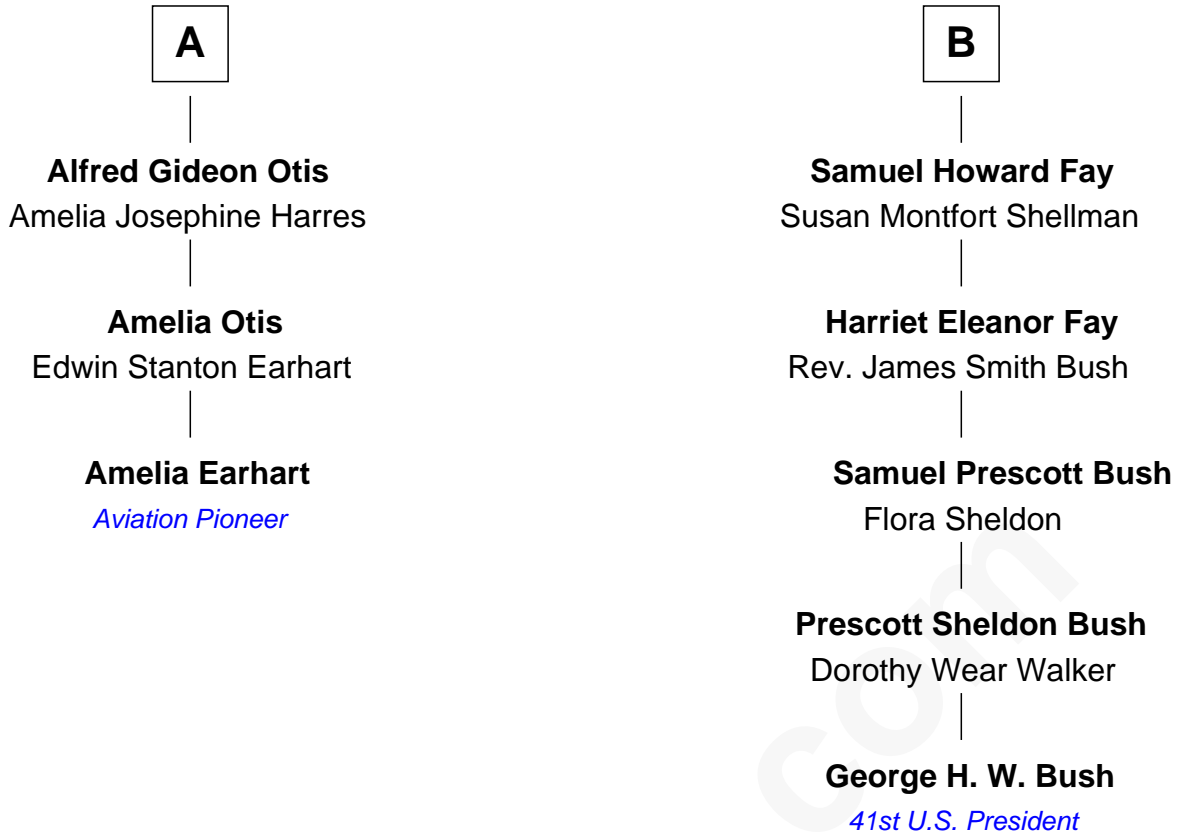 A
Alfred Gideon Otis
Amelia Josephine Harres
Amelia Otis
Edwin Stanton Earhart
Amelia Earhart
Aviation Pioneer
B
Samuel Howard Fay
Susan Montfort Shellman
Harriet Eleanor Fay
Rev. James Smith Bush
Samuel Prescott Bush
Flora Sheldon
Prescott Sheldon Bush
Dorothy Wear Walker
George H. W. Bush
41st U.S. President
com